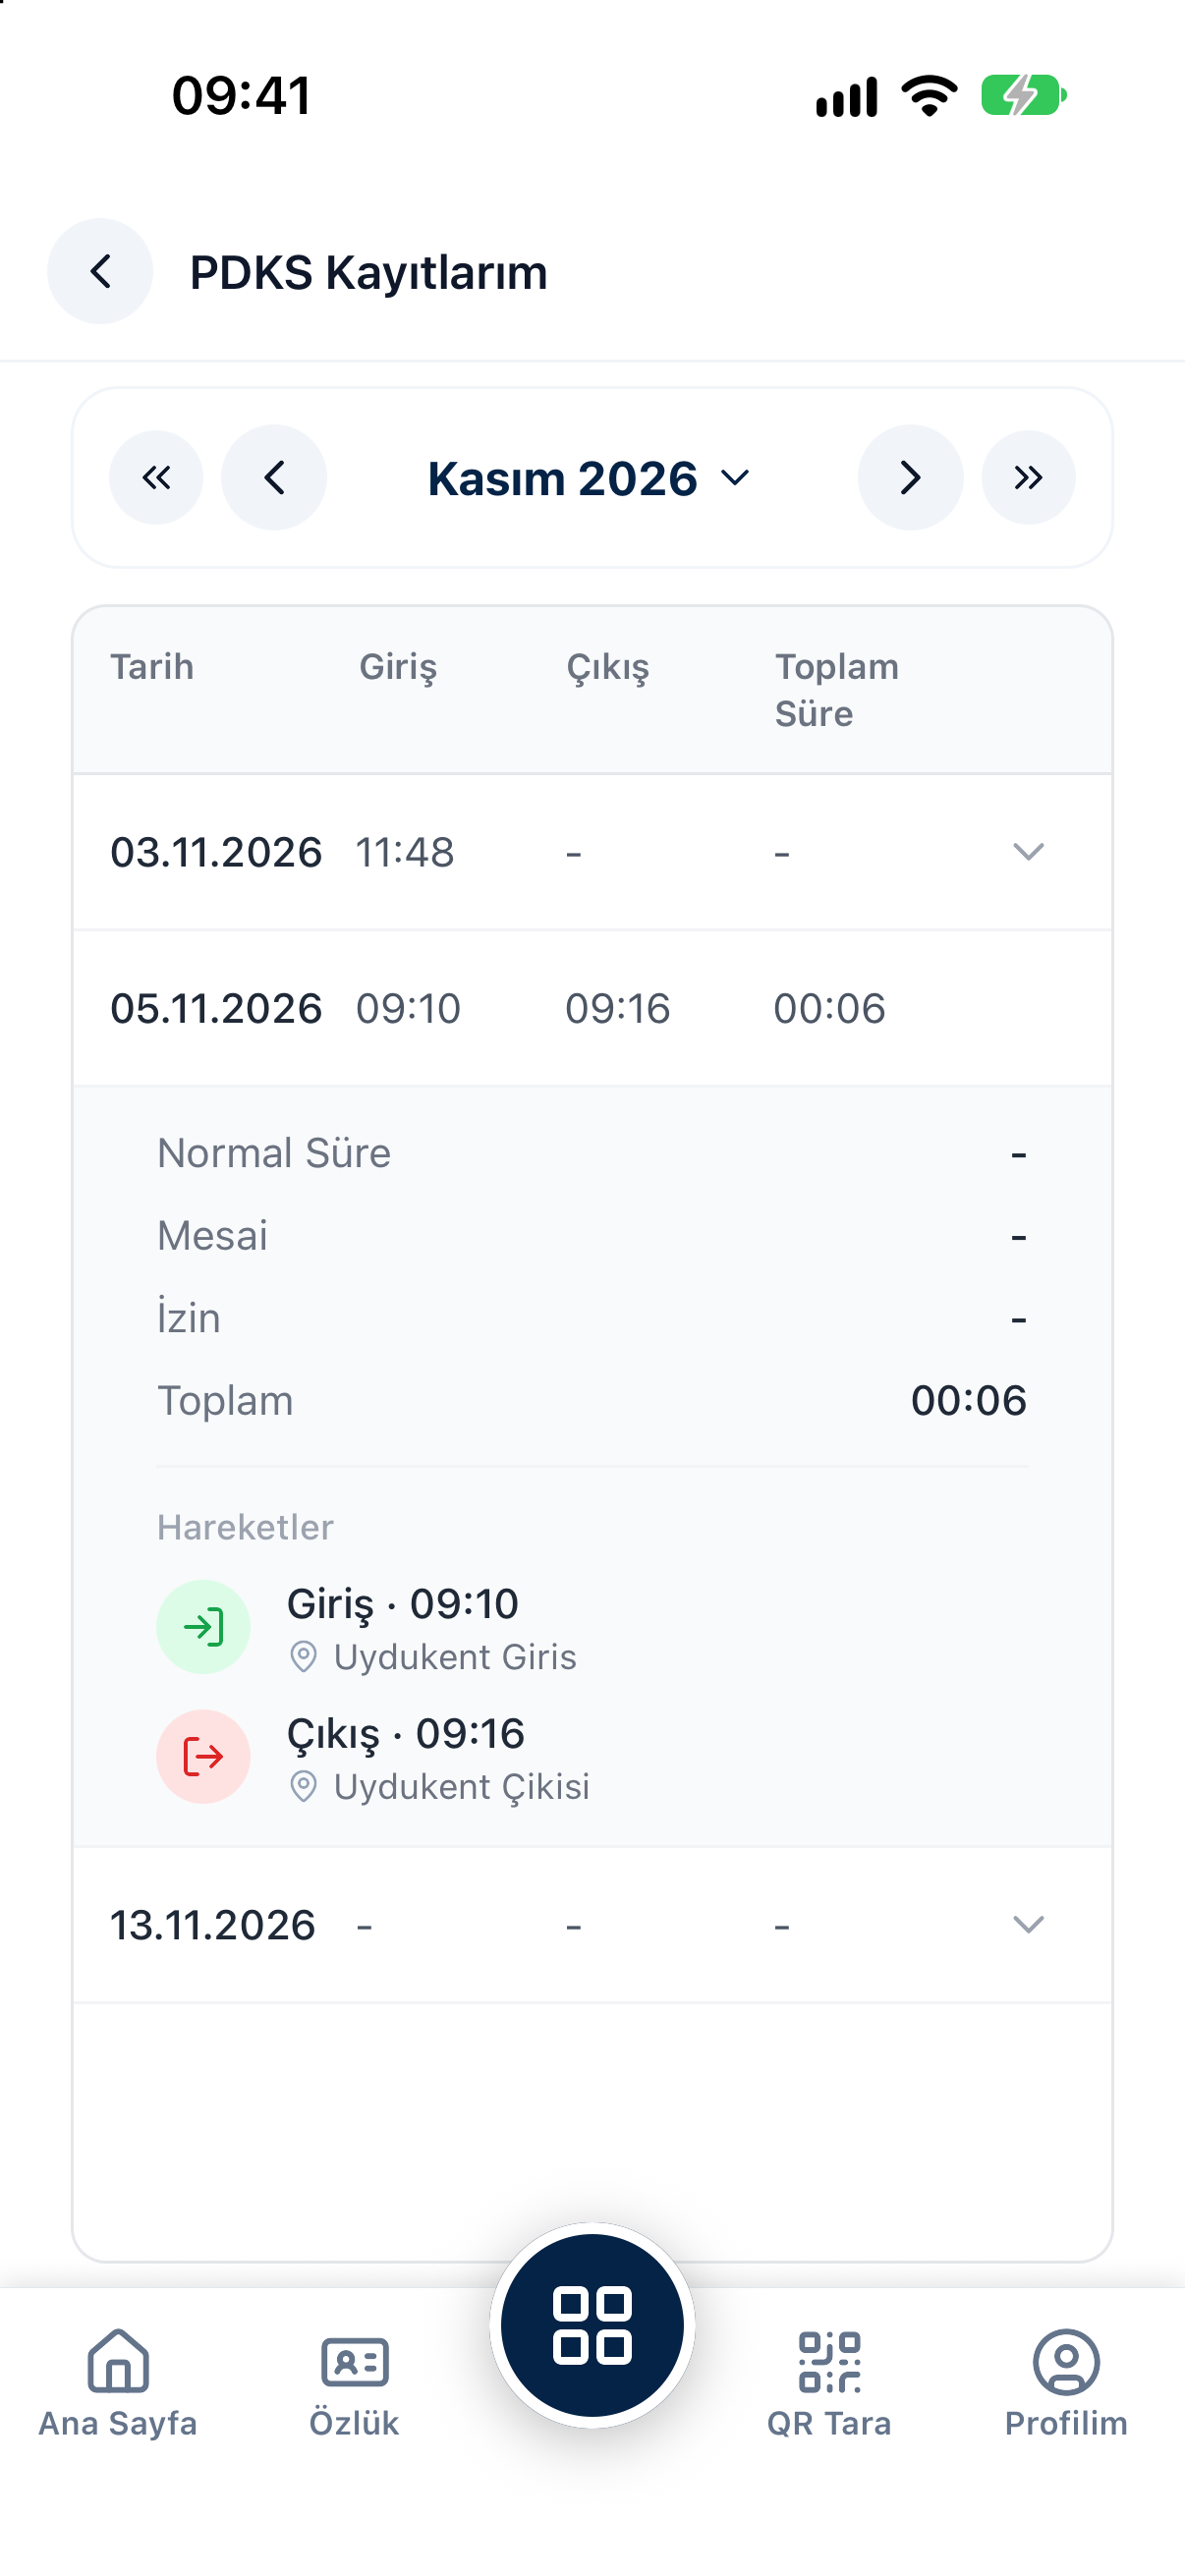 09:41
PDKS Kayıtlarım
Kasım 2026
Tarih Giriş Çıkış Toplam Süre
03.11.2026 11:48 - -
05.11.2026 09:10 09:16 00:06
Normal Süre -
Mesai -
İzin -
Toplam 00:06
Hareketler
Giriş · 09:10
Uydukent Giris
Çıkış · 09:16
Uydukent Çikisi
13.11.2026 - - -
Ana Sayfa Özlük QR Tara Profilim